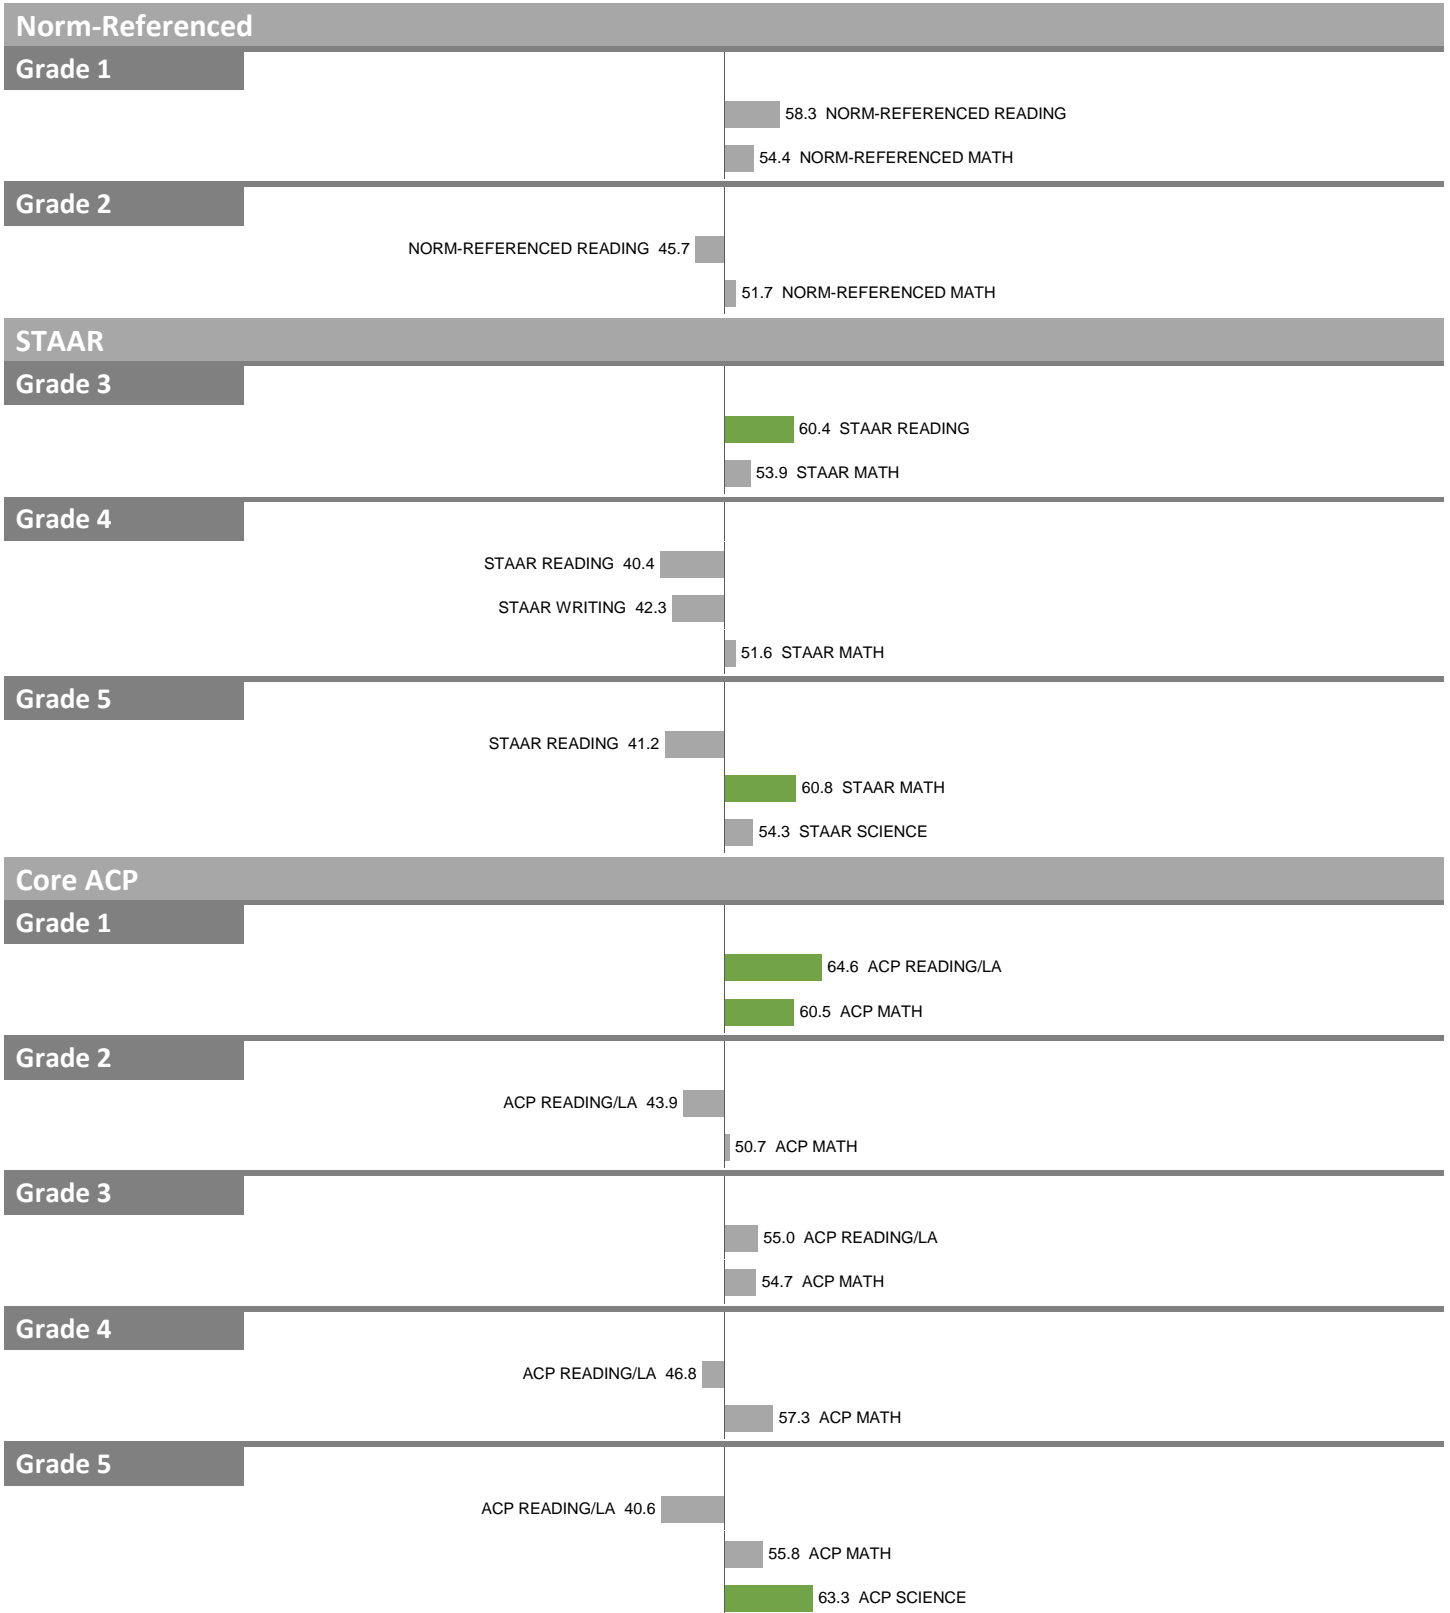 Norm-Referenced
Grade 1
58.3 NORM-REFERENCED READING
54.4 NORM-REFERENCED MATH
Grade 2
NORM-REFERENCED READING 45.7
51.7 NORM-REFERENCED MATH
STAAR
Grade 3
60.4 STAAR READING
53.9 STAAR MATH
Grade 4
STAAR READING 40.4
STAAR WRITING 42.3
51.6 STAAR MATH
Grade 5
STAAR READING 41.2
60.8 STAAR MATH
54.3 STAAR SCIENCE
Core ACP
Grade 1
64.6 ACP READING/LA
60.5 ACP MATH
Grade 2
ACP READING/LA 43.9
50.7 ACP MATH
Grade 3
55.0 ACP READING/LA
54.7 ACP MATH
Grade 4
ACP READING/LA 46.8
57.3 ACP MATH
Grade 5
ACP READING/LA 40.6
55.8 ACP MATH
63.3 ACP SCIENCE